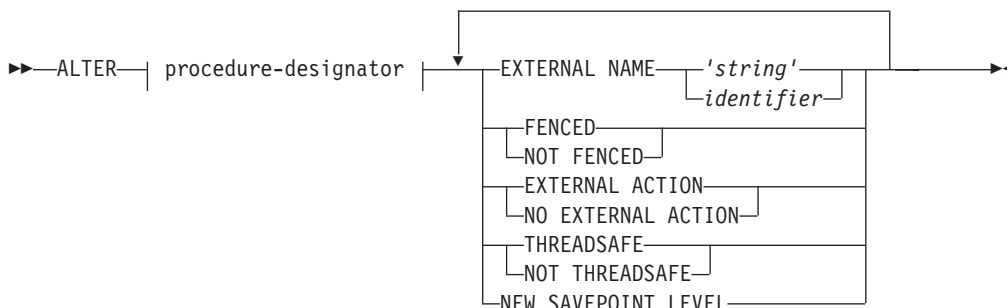 ALTER procedure-designator EXTERNAL NAME 'string'
identifier
FENCED
NOT FENCED
EXTERNAL ACTION
NO EXTERNAL ACTION
THREADSAFE
NOT THREADSAFE
NEW SAVEPOINT LEVEL